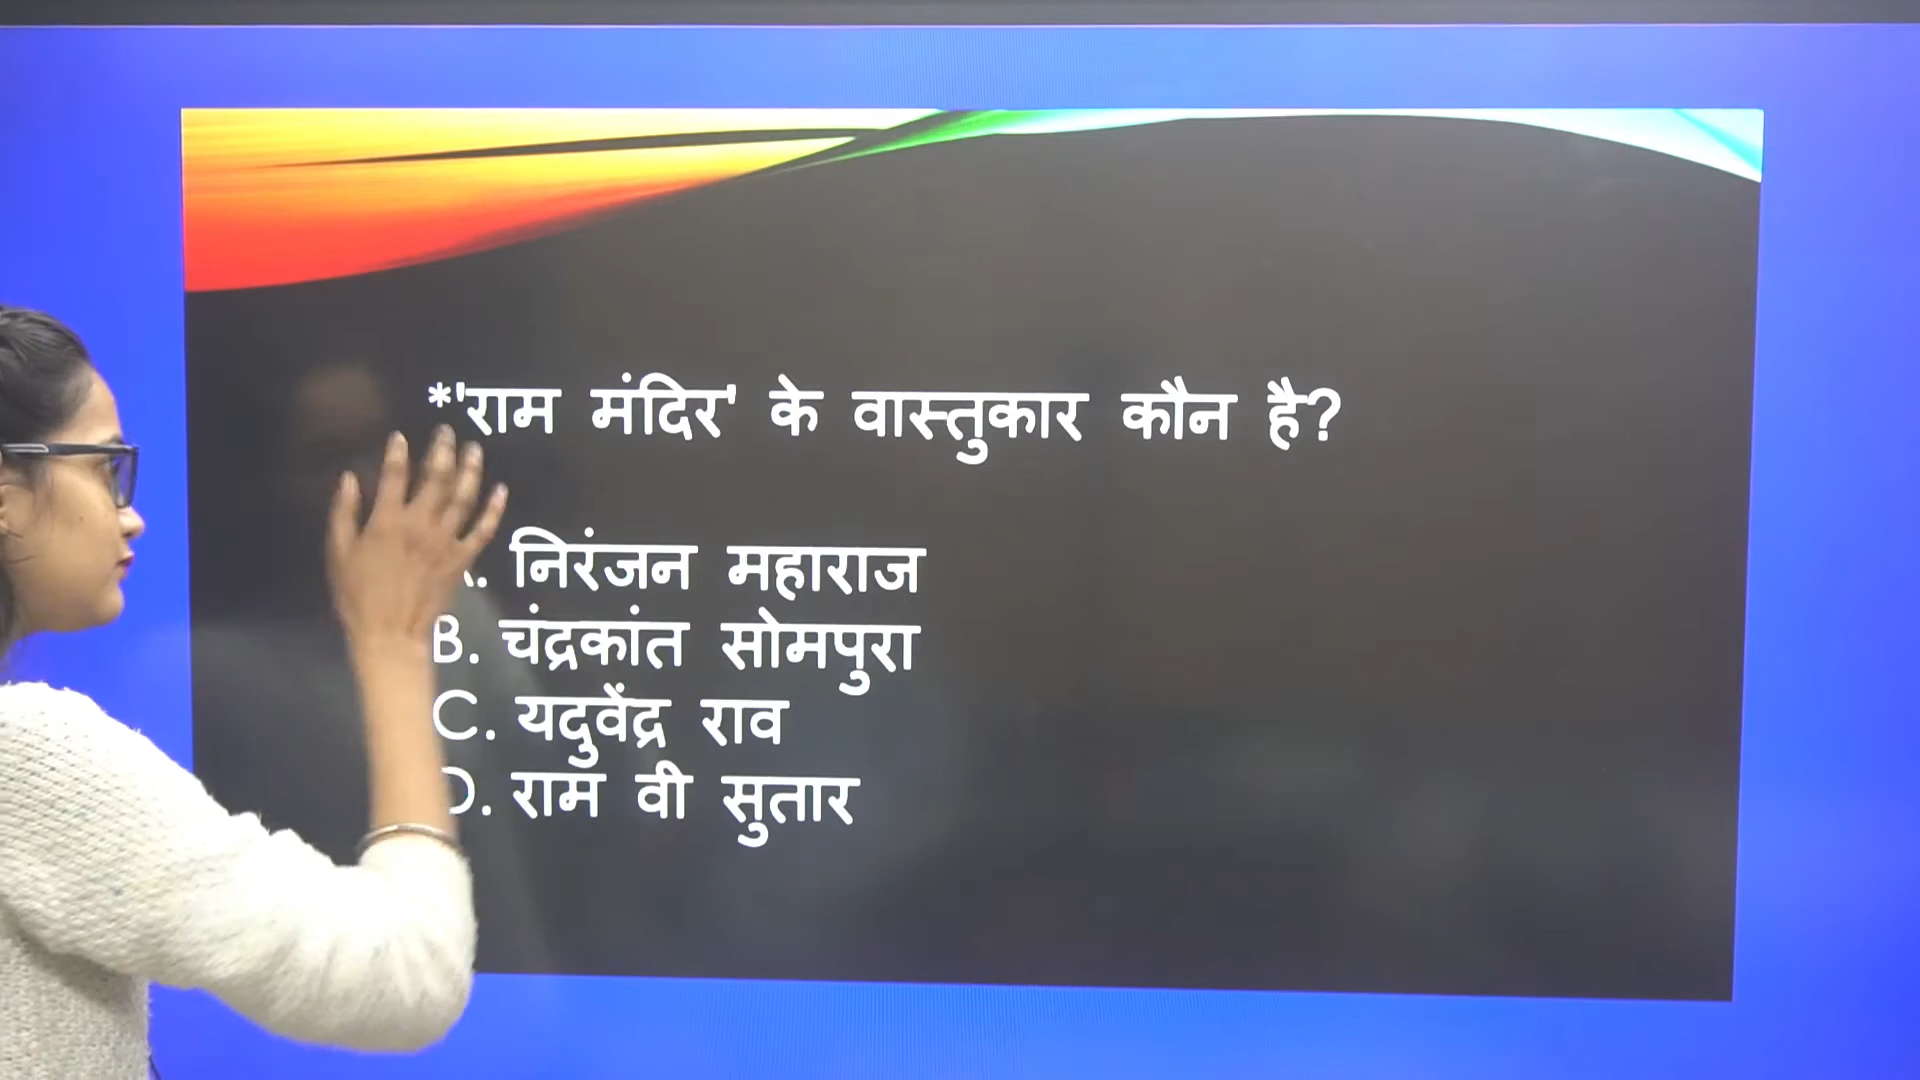 *'राम मंदिर' के वास्तुकार कौन है?
. निरंजन महाराज
B. चंद्रकांत सोमपुरा
C. यदुवेंद्र राव
D. राम वी सुतार